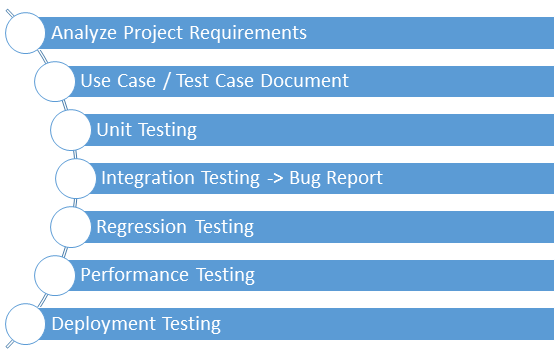 Analyze Project Requirements
Use Case / Test Case Document
Unit Testing
Integration Testing -> Bug Report
Regression Testing
Performance Testing
Deployment Testing